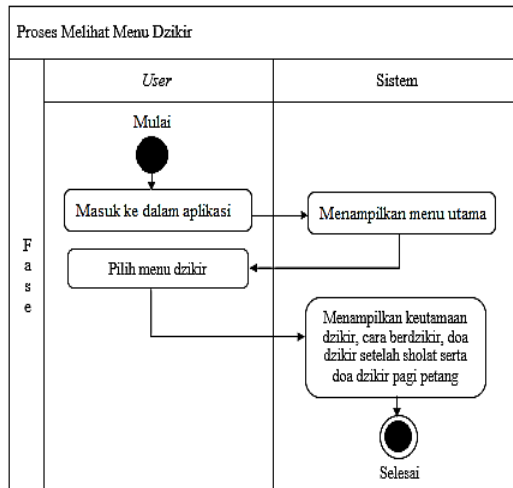 Proses Melihat Menu Dzikir
User
Sistem
F
a
s
e
Mulai
Masuk ke dalam aplikasi
Menampilkan menu utama
Pilih menu dzikir
Menampilkan keutamaan
dzikir, cara berdzikir, doa
dzikir setelah sholat serta
doa dzikir pagi petang
Selesai